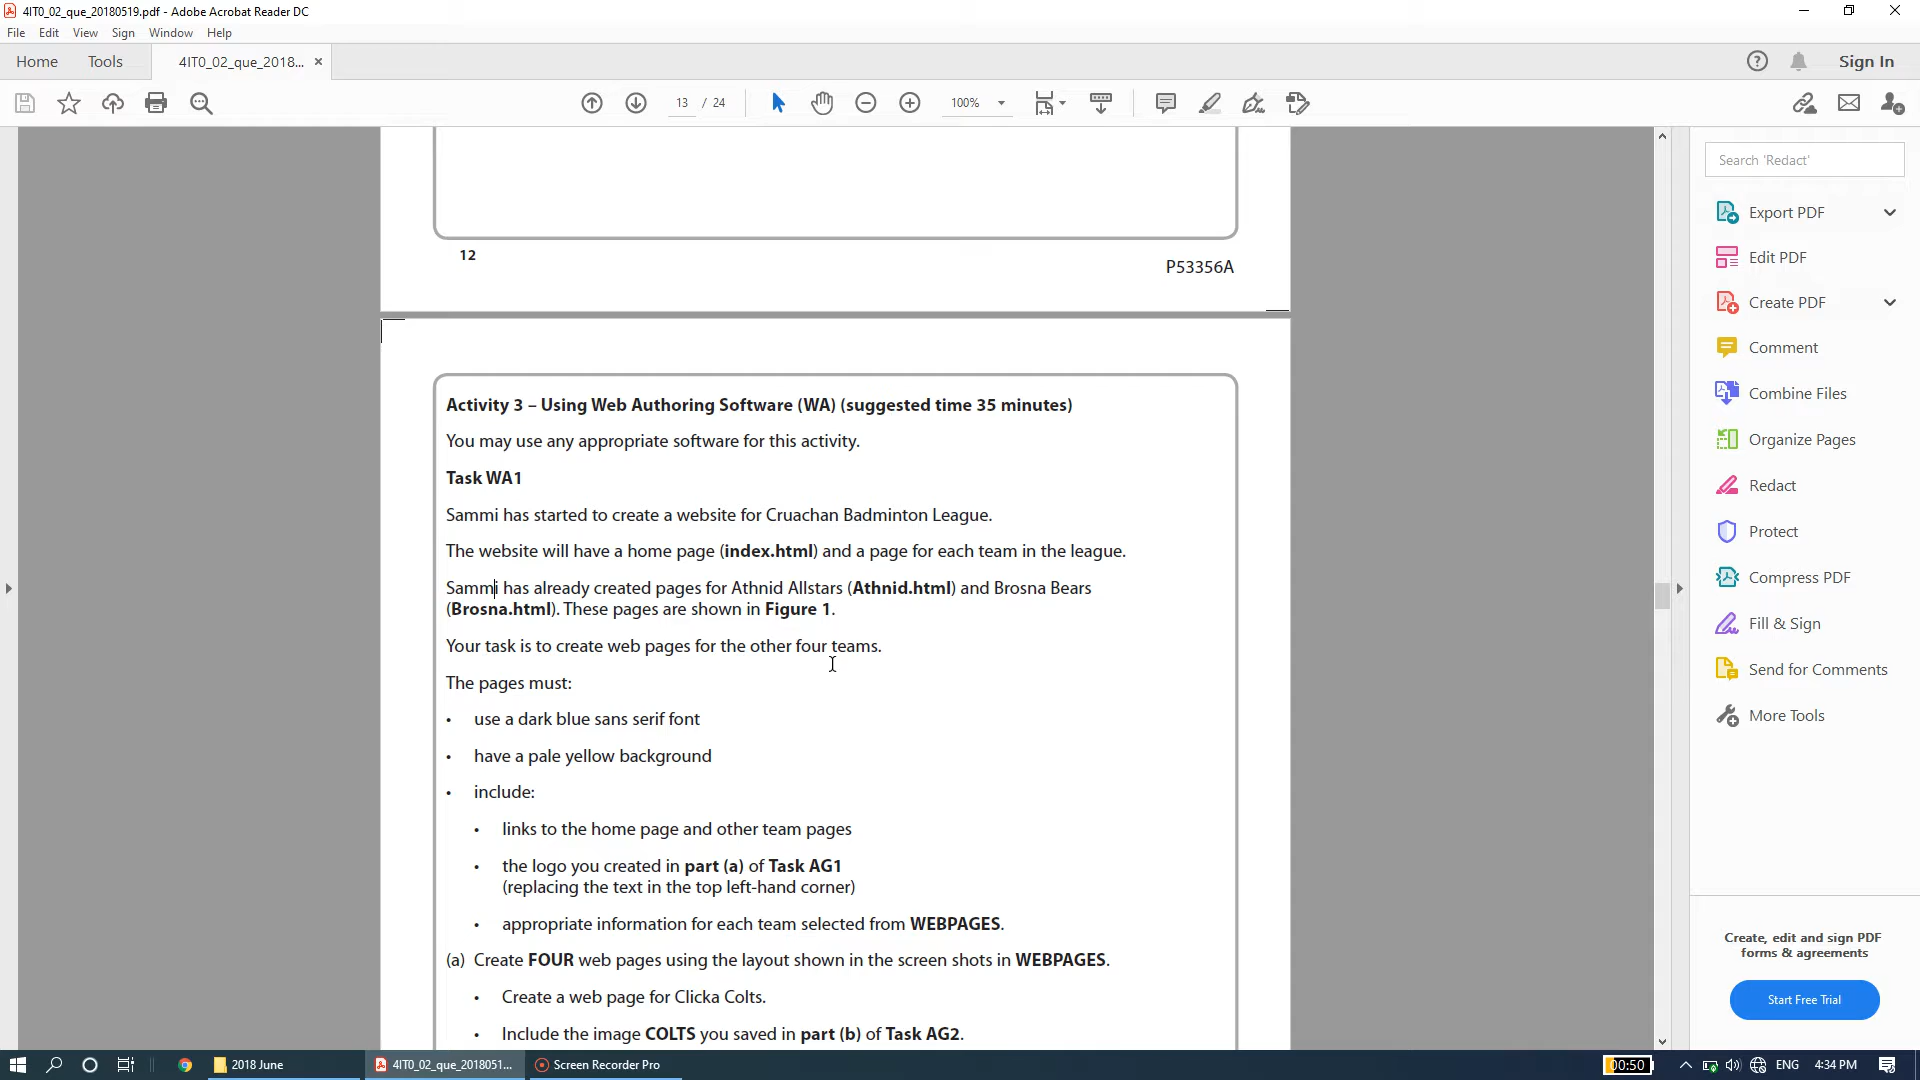 4IT0_02_que_20180519.pdf - Adobe Acrobat Reader DC
File Edit View Sign Window Help
Home Tools 4IT0_02_que_2018... × Sign In
13 / 24 100%
12
P53356A
Activity 3 – Using Web Authoring Software (WA) (suggested time 35 minutes)
You may use any appropriate software for this activity.
Task WA1
Sammi has started to create a website for Cruachan Badminton League.
The website will have a home page (index.html) and a page for each team in the league.
Sammi has already created pages for Athnid Allstars (Athnid.html) and Brosna Bears
(Brosna.html). These pages are shown in Figure 1.
Your task is to create web pages for the other four teams.
The pages must:
• use a dark blue sans serif font
• have a pale yellow background
• include:
• links to the home page and other team pages
• the logo you created in part (a) of Task AG1
(replacing the text in the top left-hand corner)
• appropriate information for each team selected from WEBPAGES.
(a) Create FOUR web pages using the layout shown in the screen shots in WEBPAGES.
• Create a web page for Clicka Colts.
• Include the image COLTS you saved in part (b) of Task AG2.
Search 'Redact'
Export PDF
Edit PDF
Create PDF
Comment
Combine Files
Organize Pages
Redact
Protect
Compress PDF
Fill & Sign
Send for Comments
More Tools
Create, edit and sign PDF
forms & agreements
Start Free Trial
2018 June 4IT0_02_que_2018051... Screen Recorder Pro 00:50 ENG 4:34 PM